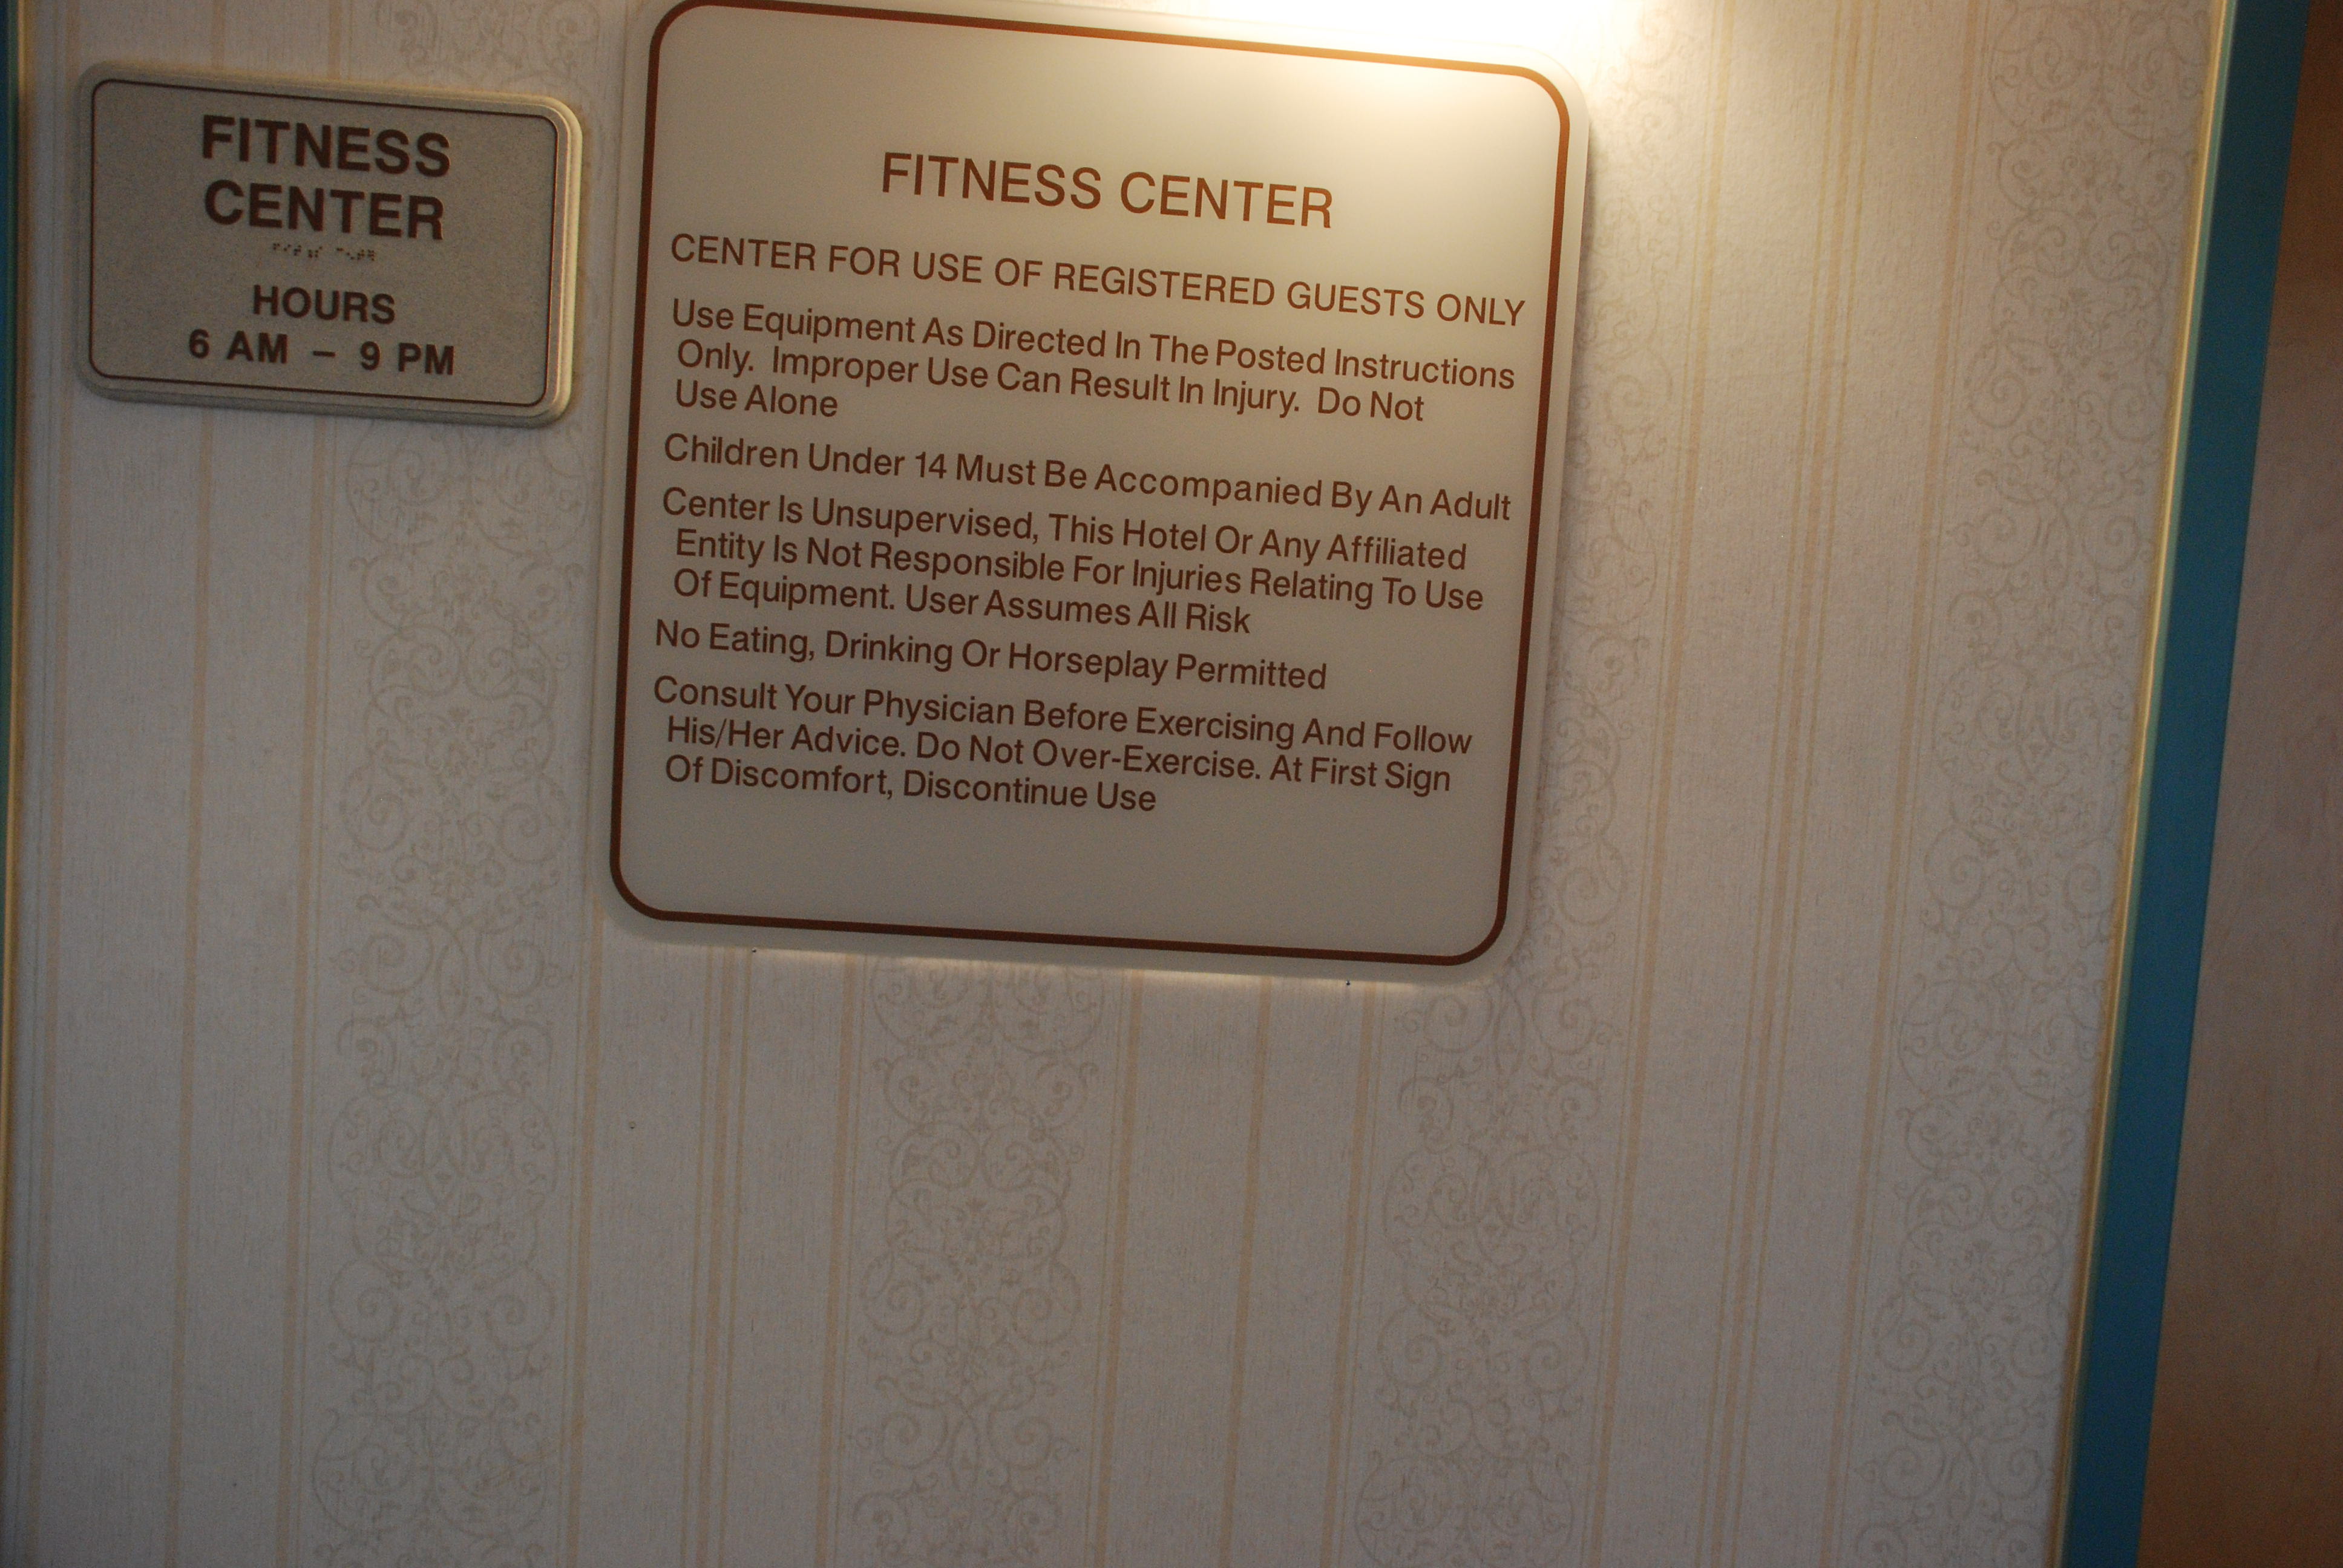 FITNESS
CENTER
HOURS
6 AM – 9 PM
FITNESS CENTER
CENTER FOR USE OF REGISTERED GUESTS ONLY
Use Equipment As Directed In The Posted Instructions
Only. Improper Use Can Result In Injury. Do Not
Use Alone
Children Under 14 Must Be Accompanied By An Adult
Center Is Unsupervised, This Hotel Or Any Affiliated
Entity Is Not Responsible For Injuries Relating To Use
Of Equipment. User Assumes All Risk
No Eating, Drinking Or Horseplay Permitted
Consult Your Physician Before Exercising And Follow
His/Her Advice. Do Not Over-Exercise. At First Sign
Of Discomfort, Discontinue Use